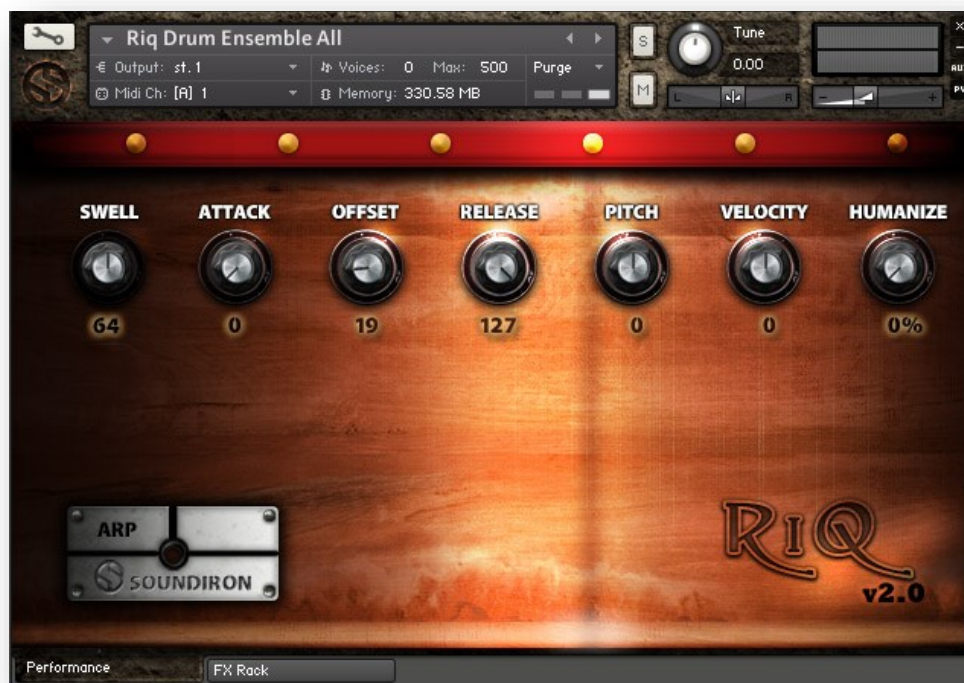 Riq Drum Ensemble All
Output: st.1
Voices: 0 Max: 500
Purge
Midi Ch: [A] 1
Memory: 330.58 MB
S
M
Tune
0.00
L R
- +
×
-
AUX
PV
SWELL ATTACK OFFSET RELEASE PITCH VELOCITY HUMANIZE
64 0 19 127 0 0 0%
ARP
SOUNDIRON
RIQ
v2.0
Performance FX Rack